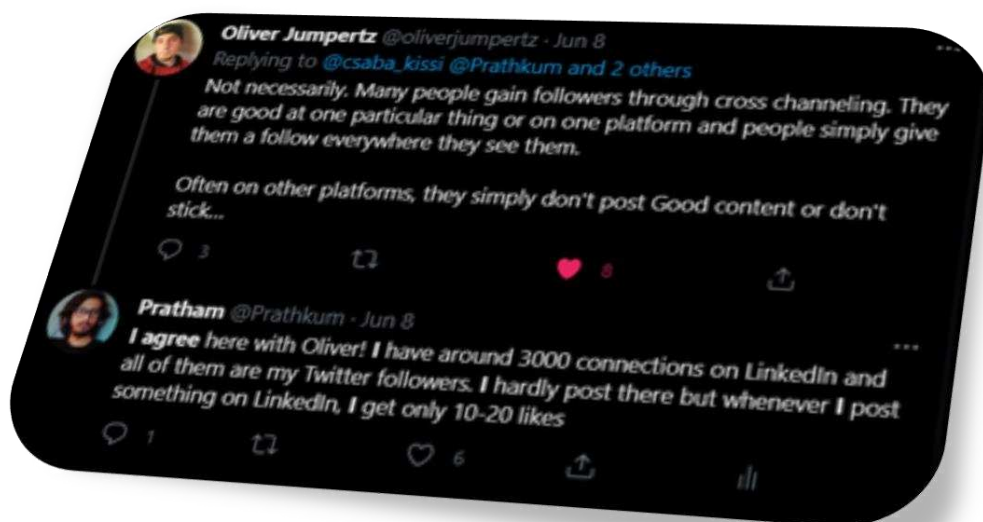 Oliver Jumpertz @oliverjumpertz · Jun 8
Replying to @csaba_kissi @Prathkum and 2 others
Not necessarily. Many people gain followers through cross channeling. They
are good at one particular thing or on one platform and people simply give
them a follow everywhere they see them.
Often on other platforms, they simply don't post Good content or don't
stick...
3 8
Pratham @Prathkum · Jun 8
I agree here with Oliver! I have around 3000 connections on LinkedIn and
all of them are my Twitter followers. I hardly post there but whenever I post
something on LinkedIn, I get only 10-20 likes
1 6